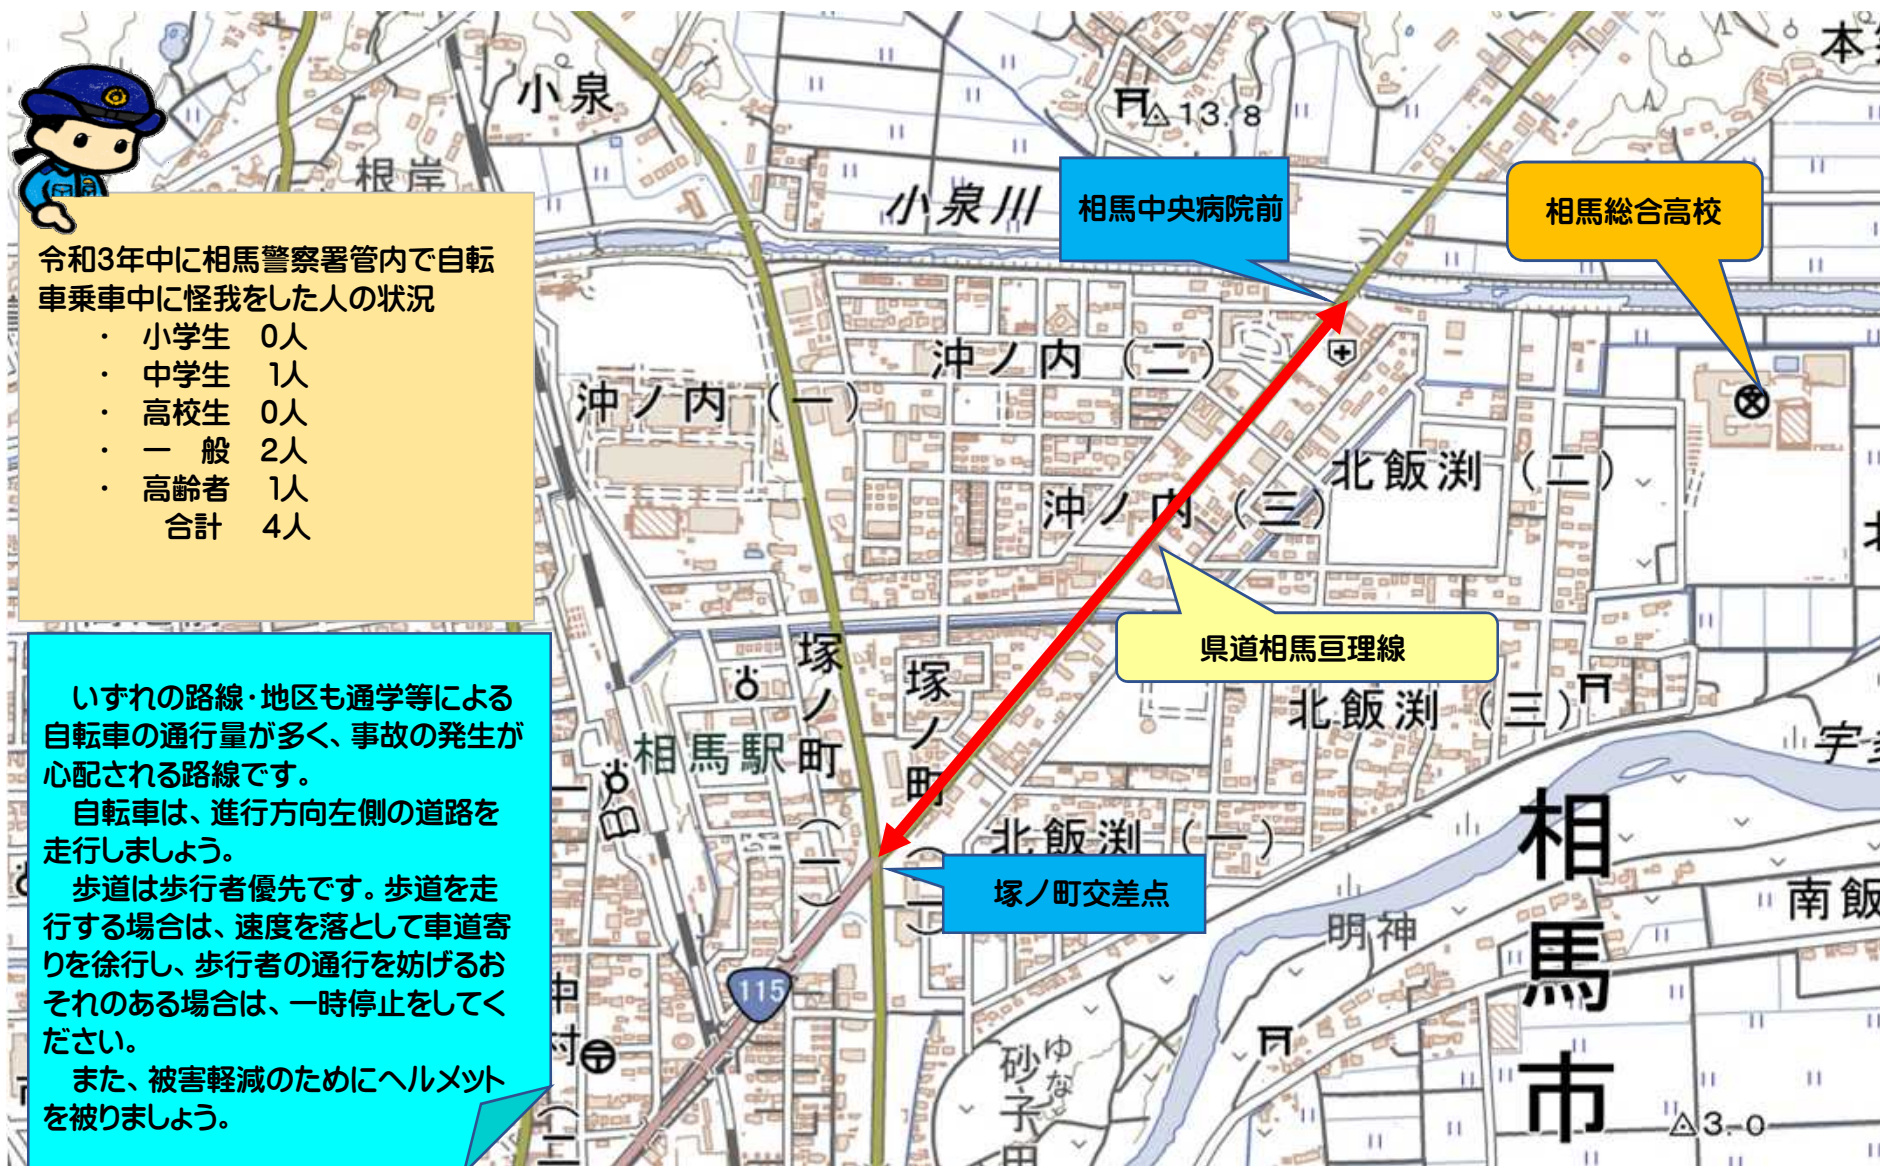 令和3年中に相馬警察署管内で自転
車乗車中に怪我をした人の状況
・ 小学生 0人
・ 中学生 1人
・ 高校生 0人
・ 一 般 2人
・ 高齢者 1人
合計 4人
いずれの路線・地区も通学等による
自転車の通行量が多く、事故の発生が
心配される路線です。
自転車は、進行方向左側の道路を
走行しましょう。
歩道は歩行者優先です。歩道を走
行する場合は、速度を落として車道寄
りを徐行し、歩行者の通行を妨げるお
それのある場合は、一時停止をしてく
ださい。
また、被害軽減のためにヘルメット
を被りましょう。
相馬中央病院前
相馬総合高校
県道相馬亘理線
塚ノ町交差点
小泉
根岸
小泉川
13.8
沖ノ内(一)
沖ノ内(二)
沖ノ内(三)
北飯渕(二)
北飯渕(三)
北飯渕(一)
塚ノ町(一)
塚ノ町
相馬駅
115
中村
明神
砂子田
ゆな
南飯
相馬市
3.0